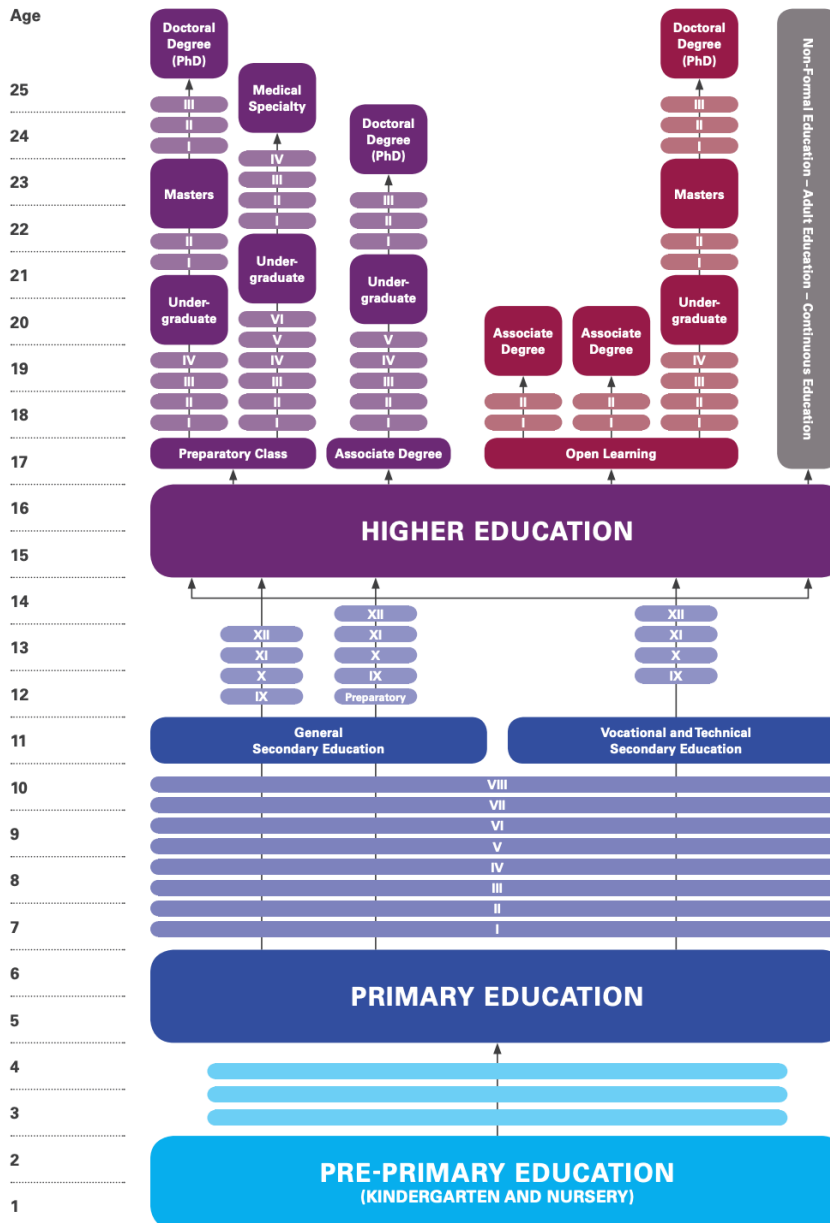 Age
Doctoral
Degree
(PhD)
Doctoral
Degree
(PhD)
Non-Formal Education – Adult Education – Continuous Education
25
Medical
Specialty
III
III
24
II
Doctoral
Degree
(PhD)
II
I
I
23
Masters
IV
Masters
III
III
22
II
II
II
I
I
II
I
I
21
Under-
graduate
Under-
graduate
Under-
graduate
Under-
graduate
20
VI
Associate
Degree
Associate
Degree
V
V
19
IV
IV
IV
IV
III
III
III
III
18
II
II
II
II
II
II
I
I
I
I
I
I
17
Preparatory Class
Associate Degree
Open Learning
16
HIGHER EDUCATION
15
14
XII
XII
13
XII
XI
XI
XI
X
X
X
IX
IX
12
IX
Preparatory
11
General
Secondary Education
Vocational and Technical
Secondary Education
10
VIII
VII
9
VI
V
8
IV
III
7
II
I
6
PRIMARY EDUCATION
5
4
3
2
PRE-PRIMARY EDUCATION
(KINDERGARTEN AND NURSERY)
1